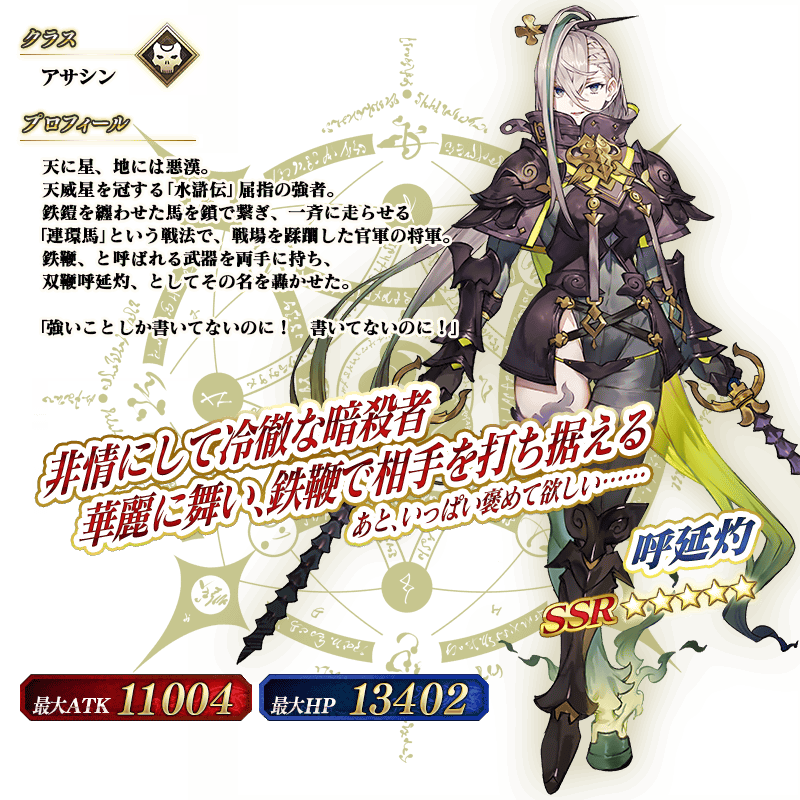 クラス
アサシン
プロフィール
天に星、地には悪漢。
天威星を冠する「水滸伝」屈指の強者。
鉄鎧を纏わせた馬を鎖で繋ぎ、一斉に走らせる
「連環馬」という戦法で、戦場を蹂躙した官軍の将軍。
鉄鞭、と呼ばれる武器を両手に持ち、
双鞭呼延灼、としてその名を轟かせた。
「強いことしか書いてないのに！　書いてないのに！」
非情にして冷徹な暗殺者
華麗に舞い、鉄鞭で相手を打ち据える
あと、いっぱい褒めて欲しい……
呼延灼
SSR
最大ATK 11004
最大HP 13402